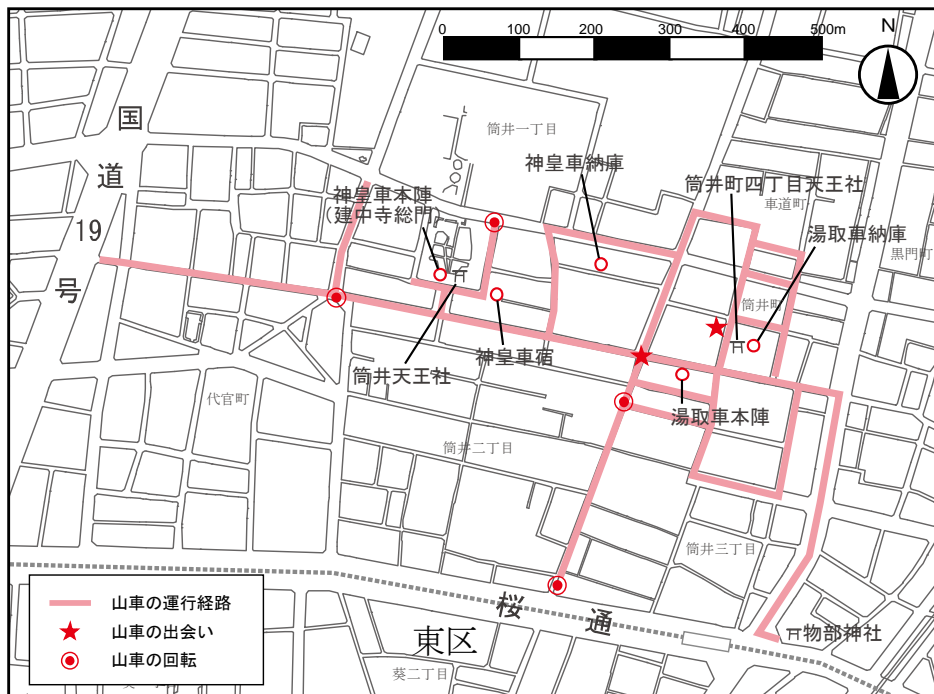 0 100 200 300 400 500m
N
国
道
19
号
筒井一丁目
神皇車納庫
神皇車本陣
(建中寺総門)
筒井町四丁目天王社
車道町
湯取車納庫
黒門町
筒井町
神皇車宿
筒井天王社
湯取車本陣
代官町
筒井二丁目
筒井三丁目
桜
通
物部神社
東区
葵二丁目
山車の運行経路
山車の出会い
山車の回転